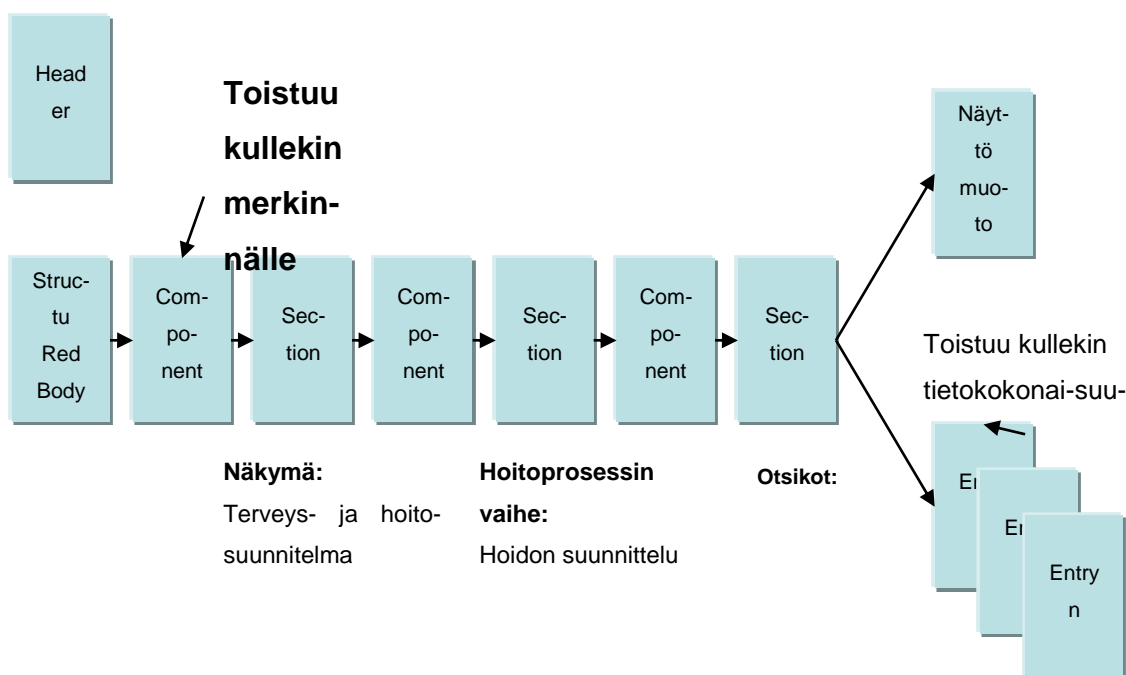 Head
er
Toistuu
kullekin
merkin-
nälle
Näyt-
tö
muo-
to
Struc-
tu
Red
Body
Com-
po-
nent
Sec-
tion
Com-
po-
nent
Sec-
tion
Com-
po-
nent
Sec-
tion
Toistuu kullekin
tietokokonai-suu-
Näkymä:
Terveys- ja hoito-
suunnitelma
Hoitoprosessin
vaihe:
Hoidon suunnittelu
Otsikot:
Entry
n